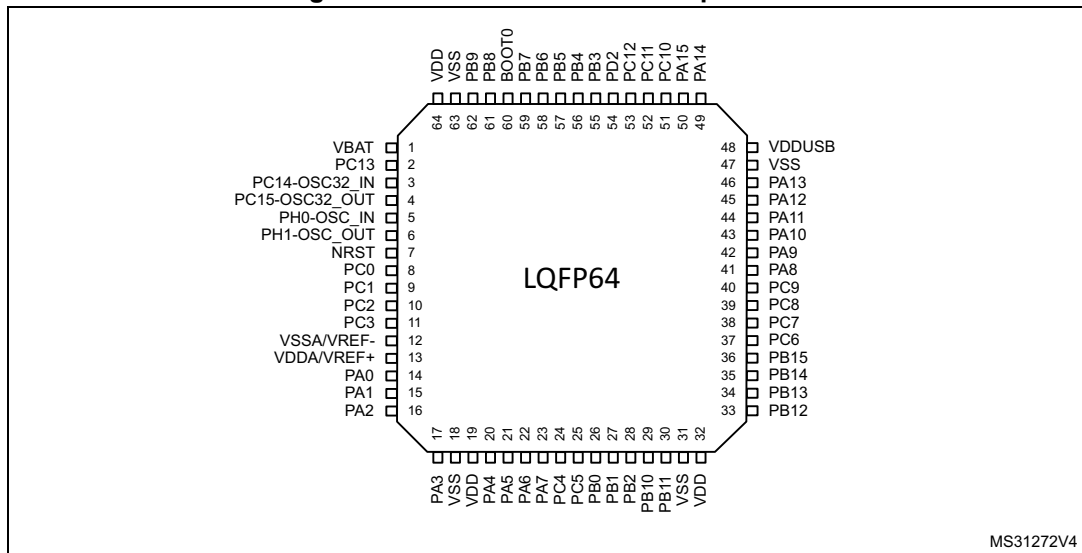 VDD
VSS
PB9
PB8
BOOT0
PB7
PB6
PB5
PB4
PB3
PD2
PC12
PC11
PC10
PA15
PA14
64
63
62
61
60
59
58
57
56
55
54
53
52
51
50
49
VBAT 1
PC13 2
PC14-OSC32_IN 3
PC15-OSC32_OUT 4
PH0-OSC_IN 5
PH1-OSC_OUT 6
NRST 7
PC0 8
PC1 9
PC2 10
PC3 11
VSSA/VREF- 12
VDDA/VREF+ 13
PA0 14
PA1 15
PA2 16
LQFP64
48 VDDUSB
47 VSS
46 PA13
45 PA12
44 PA11
43 PA10
42 PA9
41 PA8
40 PC9
39 PC8
38 PC7
37 PC6
36 PB15
35 PB14
34 PB13
33 PB12
17
18
19
20
21
22
23
24
25
26
27
28
29
30
31
32
PA3
VSS
VDD
PA4
PA5
PA6
PA7
PC4
PC5
PB0
PB1
PB2
PB10
PB11
VSS
VDD
MS31272V4